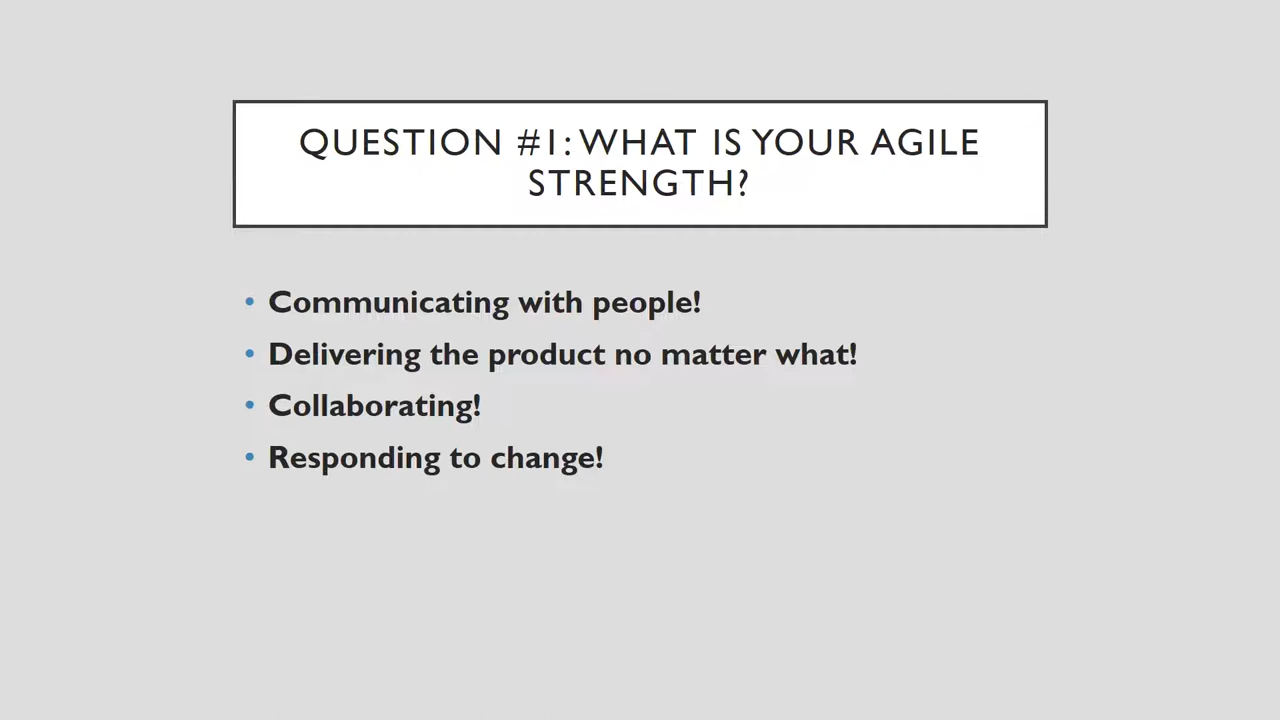 QUESTION #1: WHAT IS YOUR AGILE
STRENGTH?
• Communicating with people!
• Delivering the product no matter what!
• Collaborating!
• Responding to change!